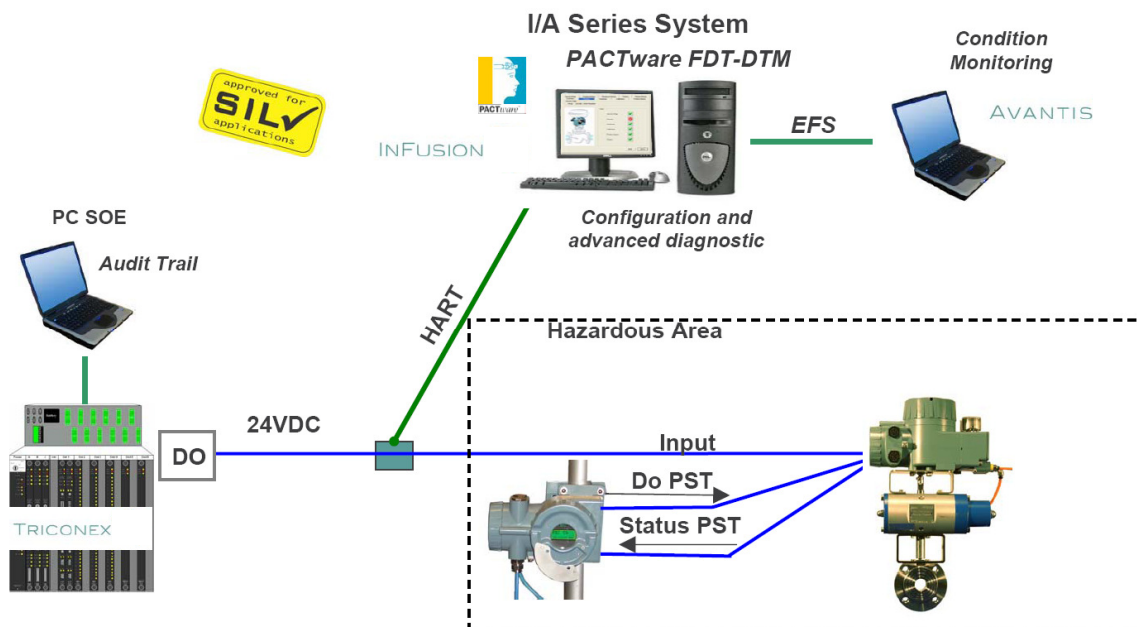 I/A Series System
PACTware FDT-DTM
Condition
Monitoring
approved for
SIL
applications
PACTware
INFUSION
EFS
AVANTIS
PC SOE
Audit Trail
Configuration and
advanced diagnostic
HART
Hazardous Area
24VDC
DO
Input
Do PST
Status PST
TRICONEX